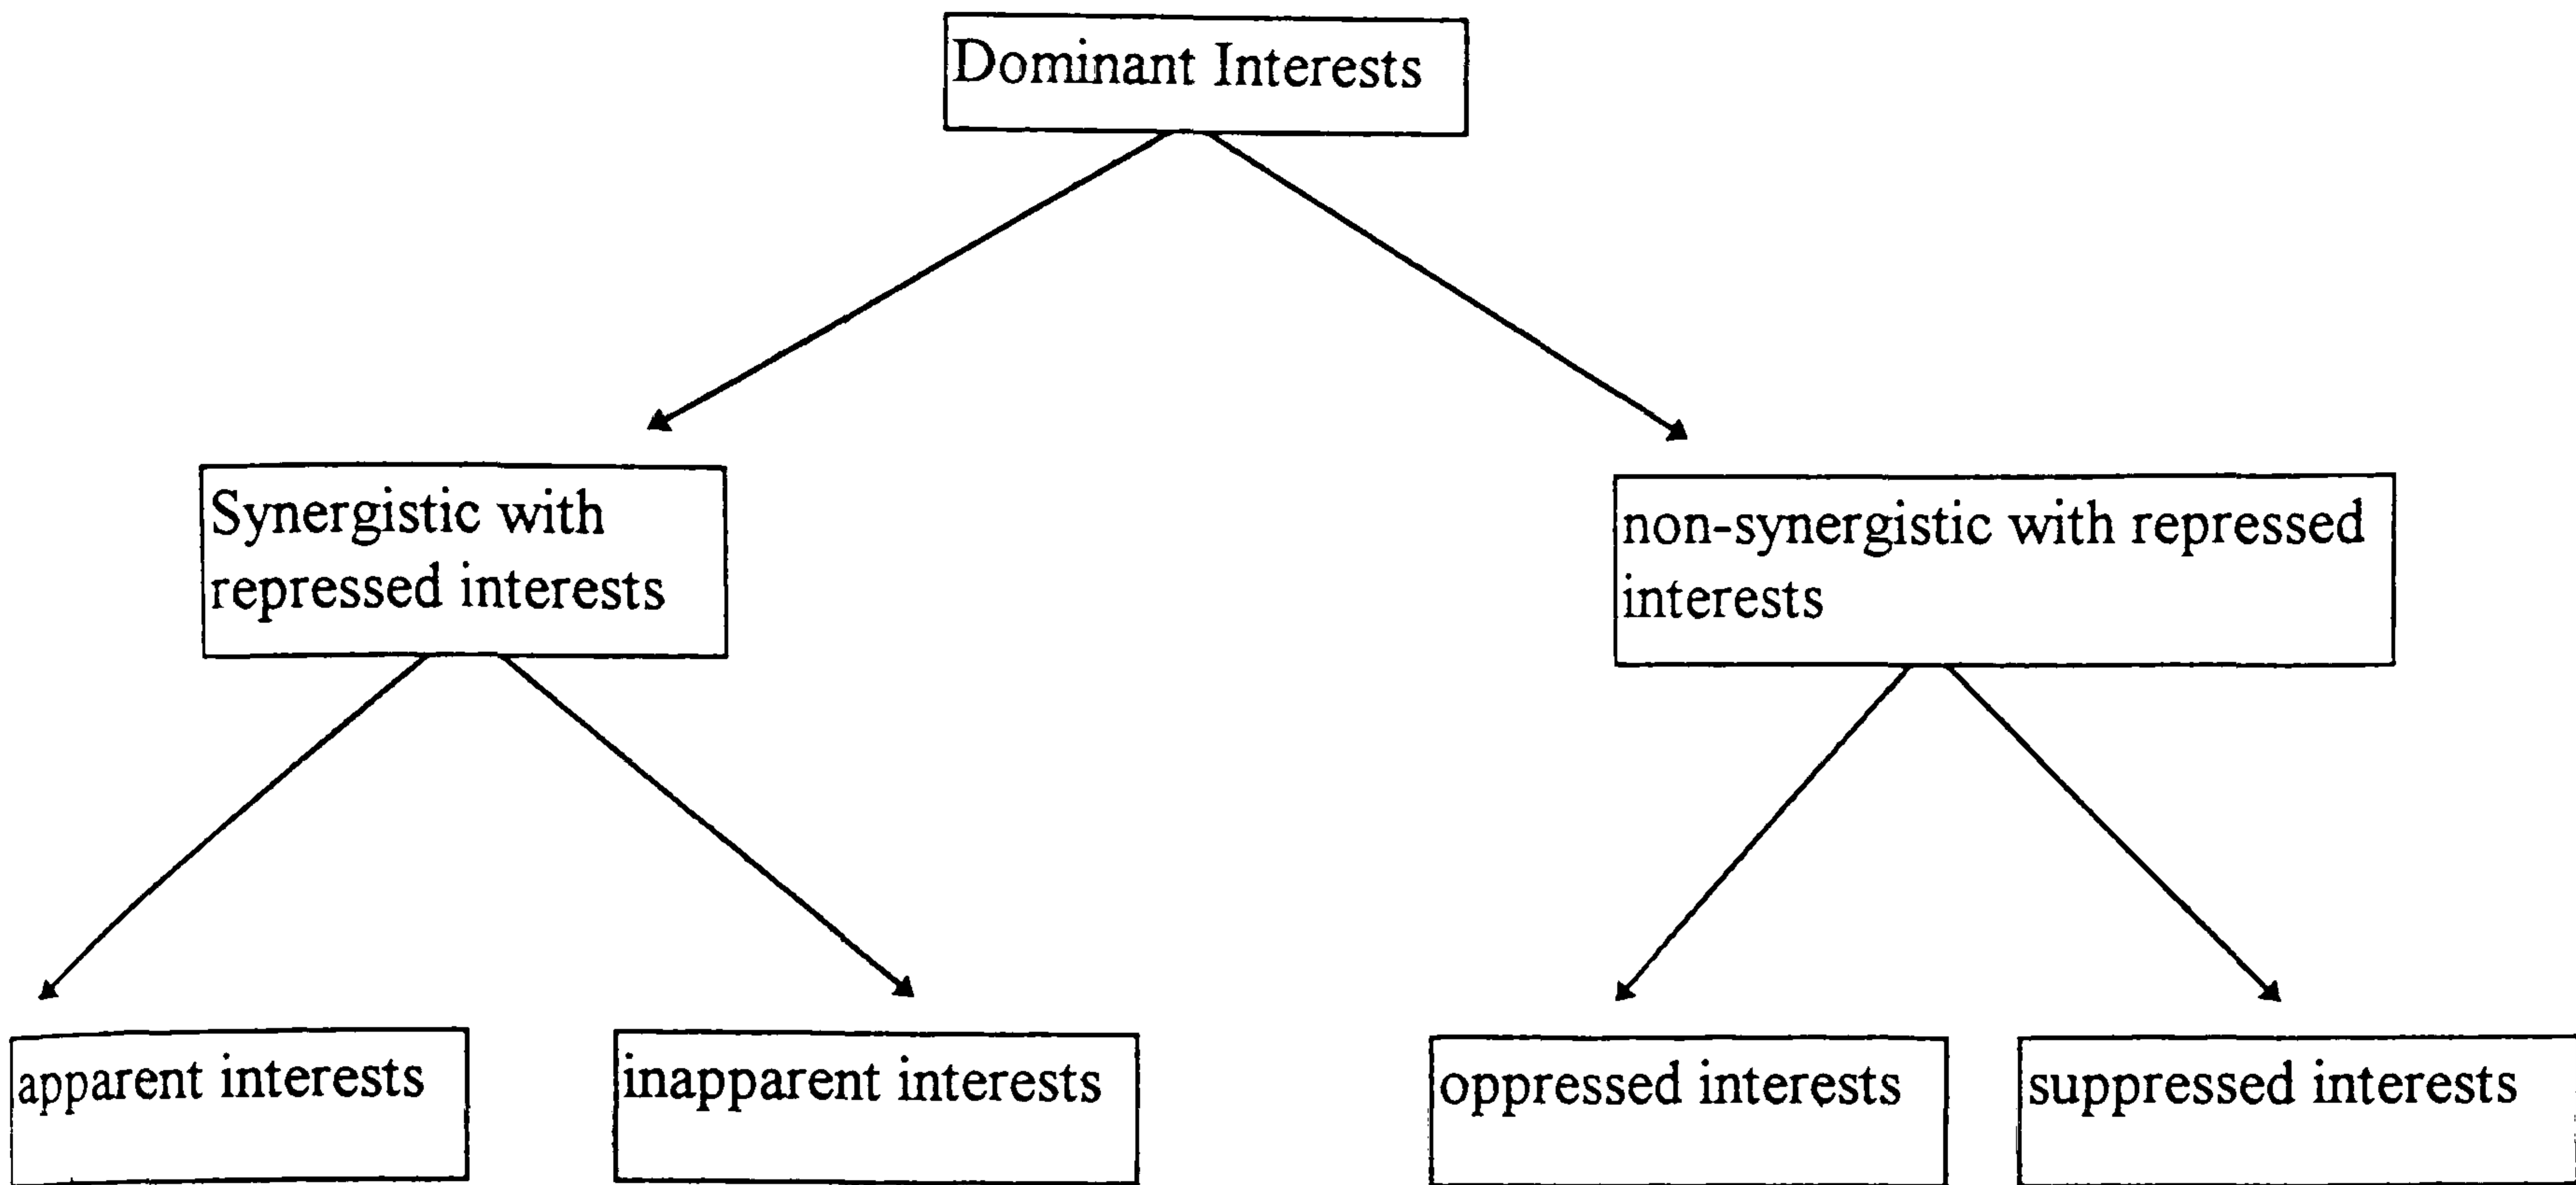 Dominant Interests
Synergistic with
repressed interests
non-synergistic with repressed
interests
apparent interests
inapparent interests
oppressed interests
suppressed interests